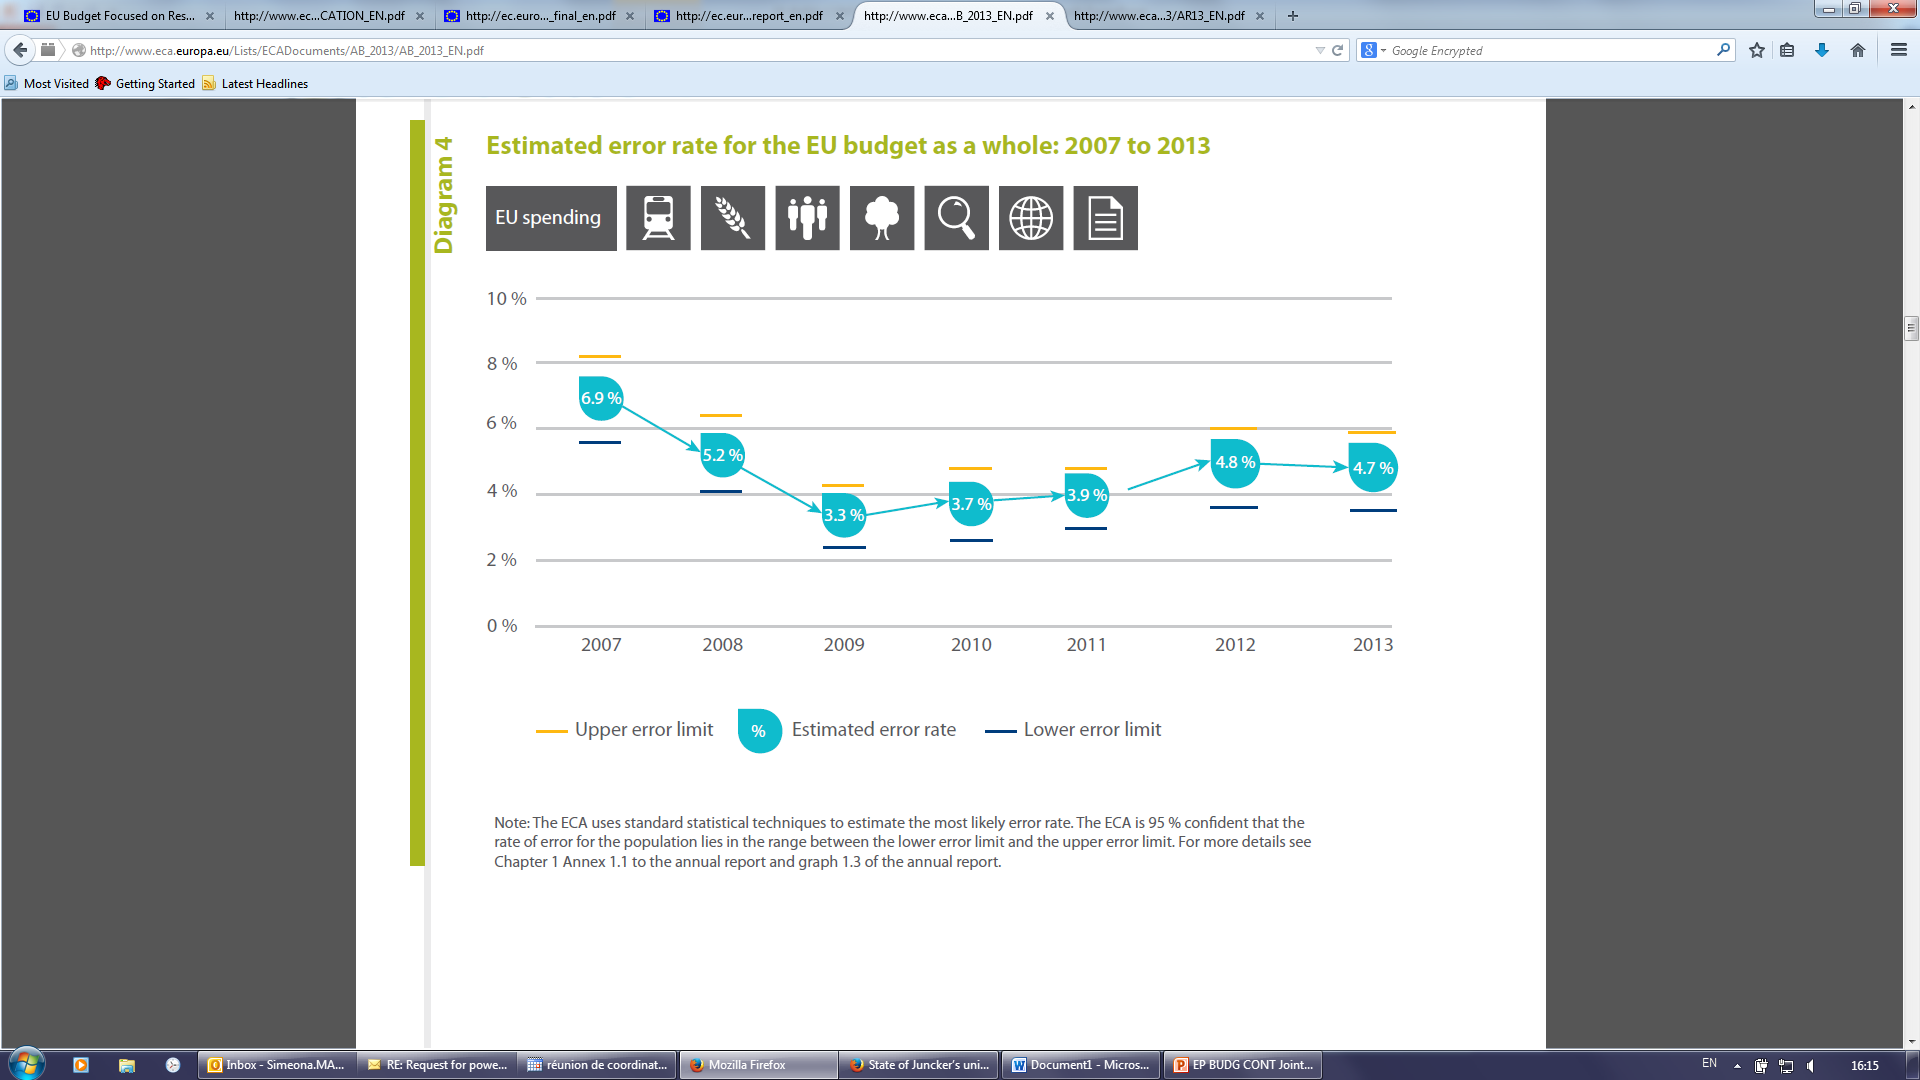 EU Budget Focused on Res...
http://www.ec...CATION_EN.pdf
http://ec.euro..._final_en.pdf
http://ec.eur...report_en.pdf
http://www.eca...B_2013_EN.pdf
http://www.eca...3/AR13_EN.pdf
http://www.eca.europa.eu/Lists/ECADocuments/AB_2013/AB_2013_EN.pdf
Google Encrypted
Most Visited
Getting Started
Latest Headlines
Diagram 4
Estimated error rate for the EU budget as a whole: 2007 to 2013
EU spending
10 %
8 %
6 %
4 %
2 %
0 %
6.9 %
5.2 %
3.3 %
3.7 %
3.9 %
4.8 %
4.7 %
2007
2008
2009
2010
2011
2012
2013
Upper error limit
%
Estimated error rate
Lower error limit
Note: The ECA uses standard statistical techniques to estimate the most likely error rate. The ECA is 95 % confident that the
rate of error for the population lies in the range between the lower error limit and the upper error limit. For more details see
Chapter 1 Annex 1.1 to the annual report and graph 1.3 of the annual report.
Inbox - Simeona.MA...
RE: Request for powe...
réunion de coordinat...
Mozilla Firefox
State of Juncker's uni...
Document1 - Micros...
EP BUDG CONT Joint...
EN
16:15